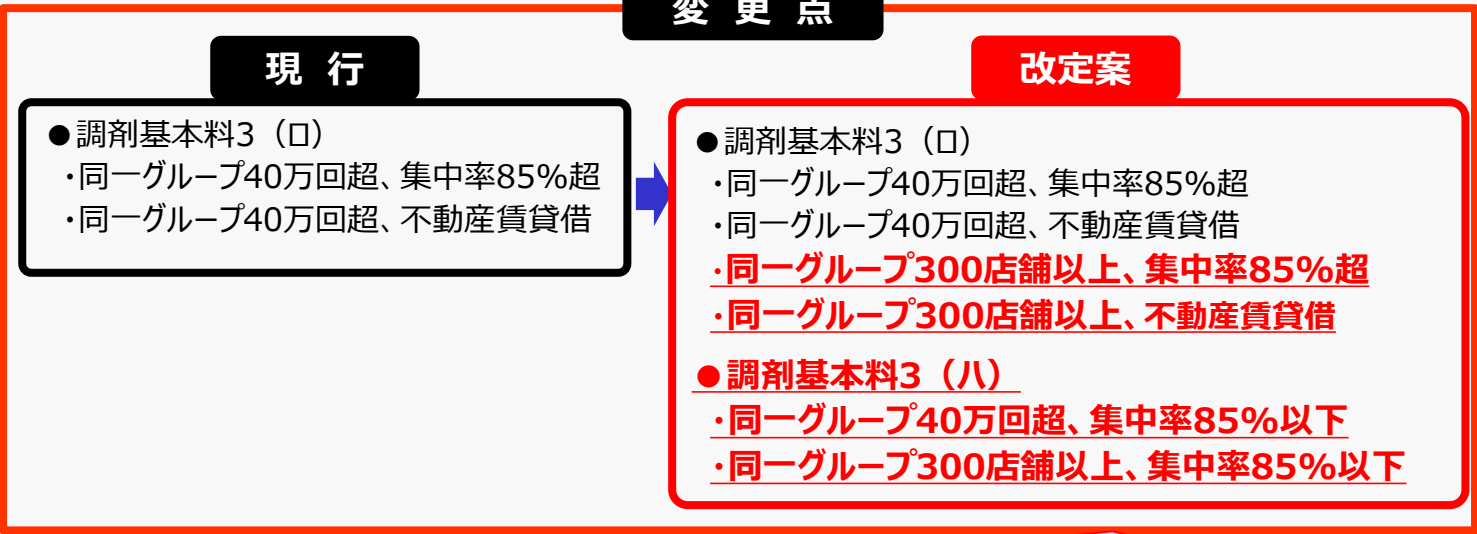 変 更 点
現 行
●調剤基本料3（ロ）
・同一グループ40万回超、集中率85%超
・同一グループ40万回超、不動産賃貸借
改定案
●調剤基本料3（ロ）
・同一グループ40万回超、集中率85%超
・同一グループ40万回超、不動産賃貸借
・同一グループ300店舗以上、集中率85%超
・同一グループ300店舗以上、不動産賃貸借
●調剤基本料3（ハ）
・同一グループ40万回超、集中率85%以下
・同一グループ300店舗以上、集中率85%以下